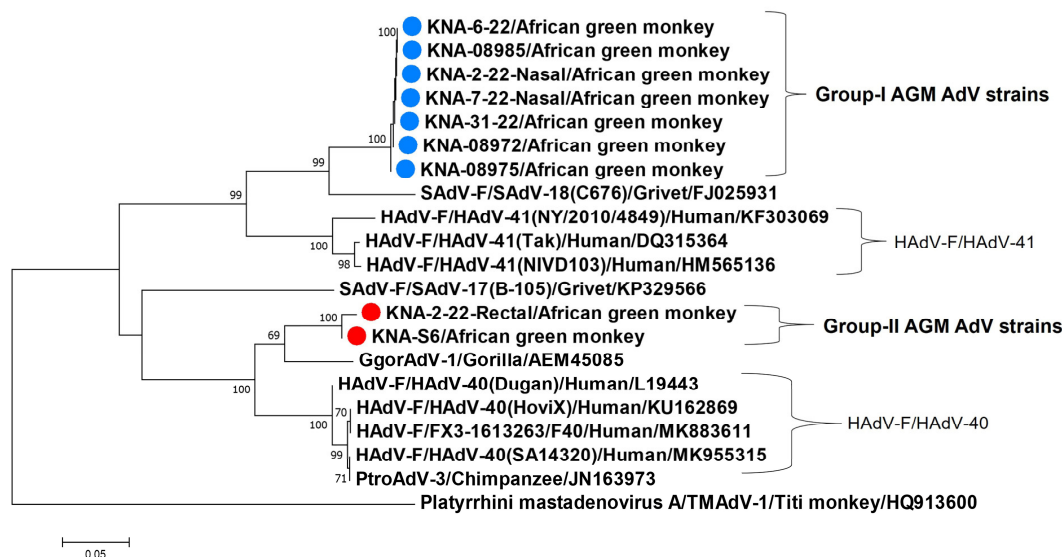 100
KNA-6-22/African green monkey
KNA-08985/African green monkey
KNA-2-22-Nasal/African green monkey
KNA-7-22-Nasal/African green monkey
Group-I AGM AdV strains
KNA-31-22/African green monkey
100
KNA-08972/African green monkey
KNA-08975/African green monkey
99
SAdV-F/SAdV-18(C676)/Grivet/FJ025931
99
HAdV-F/HAdV-41(NY/2010/4849)/Human/KF303069
100
HAdV-F/HAdV-41(Tak)/Human/DQ315364
HAdV-F/HAdV-41
98
HAdV-F/HAdV-41(NIVD103)/Human/HM565136
SAdV-F/SAdV-17(B-105)/Grivet/KP329566
KNA-2-22-Rectal/African green monkey
100
Group-II AGM AdV strains
KNA-S6/African green monkey
69
GgorAdV-1/Gorilla/AEM45085
100
HAdV-F/HAdV-40(Dugan)/Human/L19443
70
HAdV-F/HAdV-40(HoviX)/Human/KU162869
100
HAdV-F/FX3-1613263/F40/Human/MK883611
HAdV-F/HAdV-40
99
HAdV-F/HAdV-40(SA14320)/Human/MK955315
71
PtroAdV-3/Chimpanzee/JN163973
Platyrrhini mastadenovirus A/TMAdV-1/Titi monkey/HQ913600
0.05